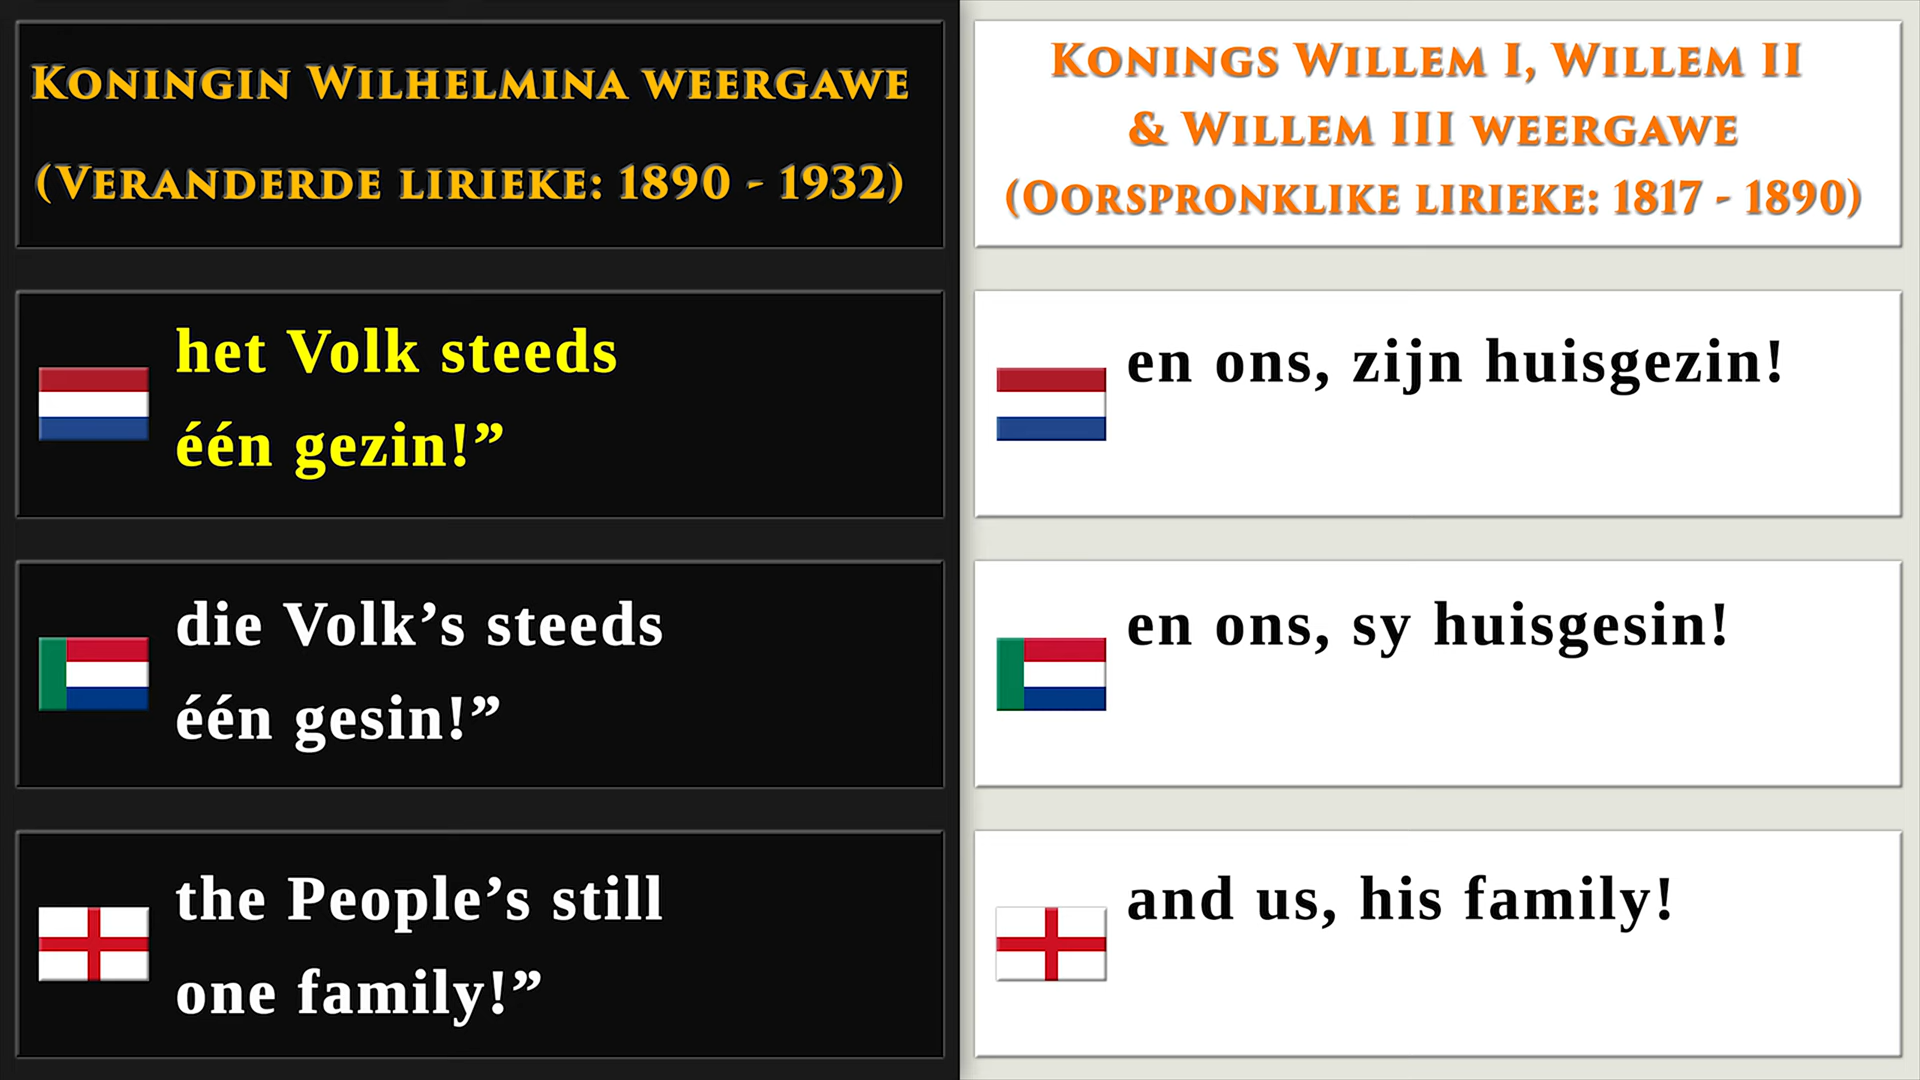 Koningin Wilhelmina weergawe
(Veranderde lirieke: 1890 - 1932)
het Volk steeds
één gezin!”
die Volk’s steeds
één gesin!”
the People’s still
one family!”
Konings Willem I, Willem II
& Willem III weergawe
(Oorspronklike lirieke: 1817 - 1890)
en ons, zijn huisgezin!
en ons, sy huisgesin!
and us, his family!